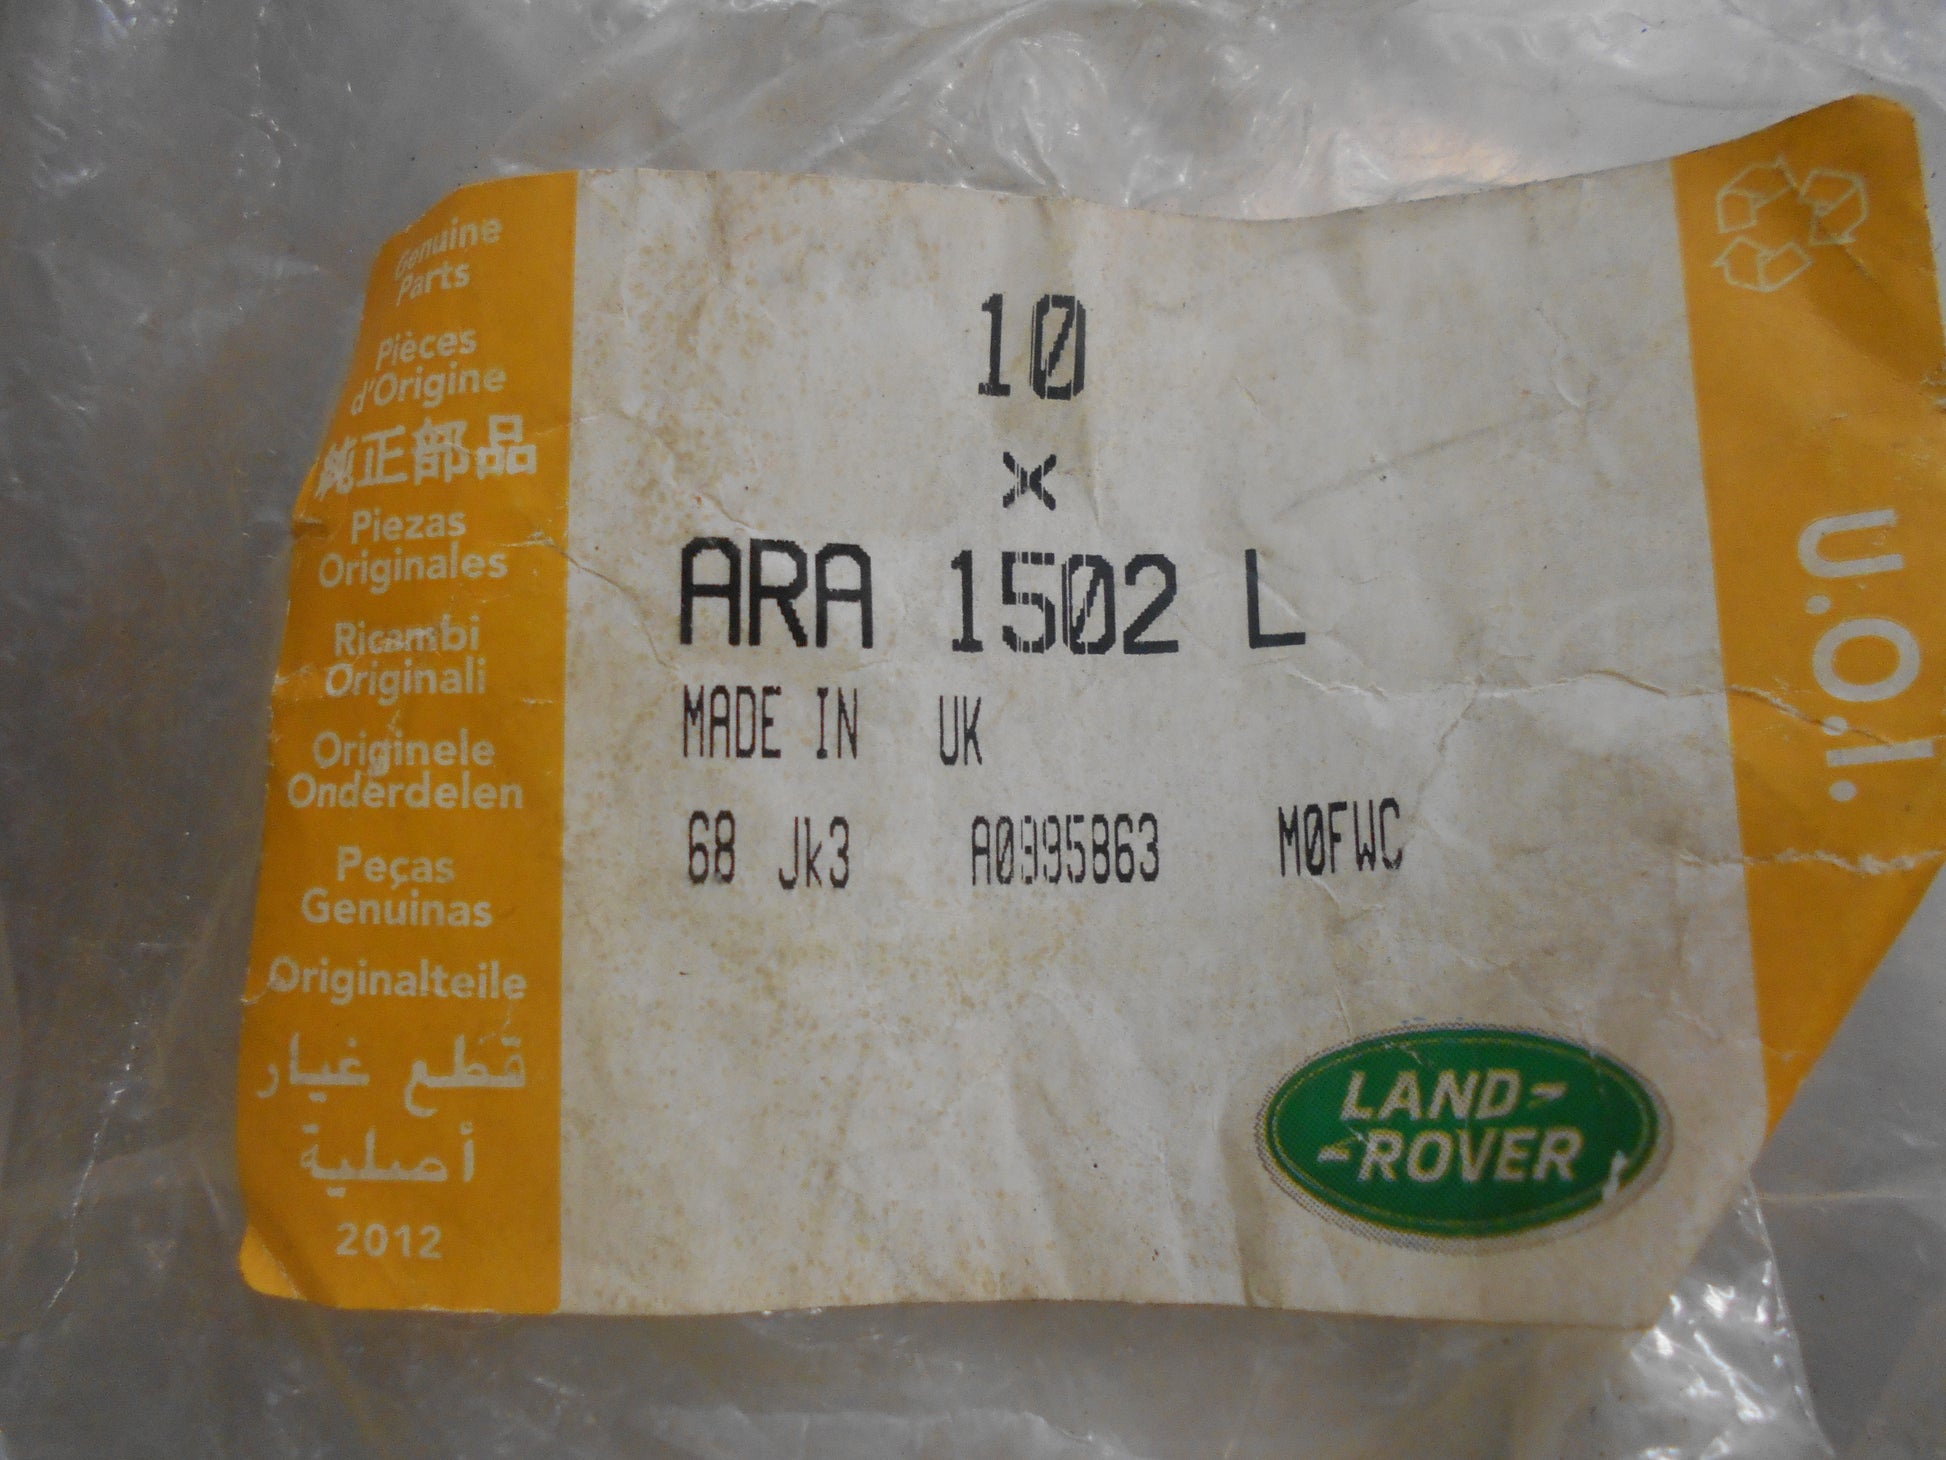 Genuine
Parts
Pièces
d'Origine
純正部品
Piezas
Originales
Ricambi
Originali
Originele
Onderdelen
Peças
Genuinas
Originalteile
قطع غيار
أصلية
2012
10
x
ARA 1502 L
MADE IN UK
68 Jk3 A0995863 M0FWC
LAND-
-ROVER
U.O.I.